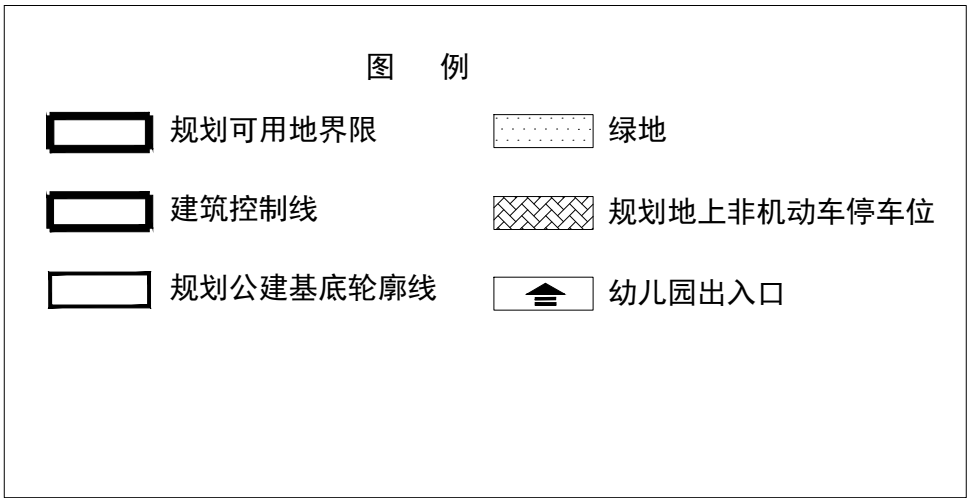 图 例
规划可用地界限
建筑控制线
规划公建基底轮廓线
绿地
规划地上非机动车停车位
幼儿园出入口